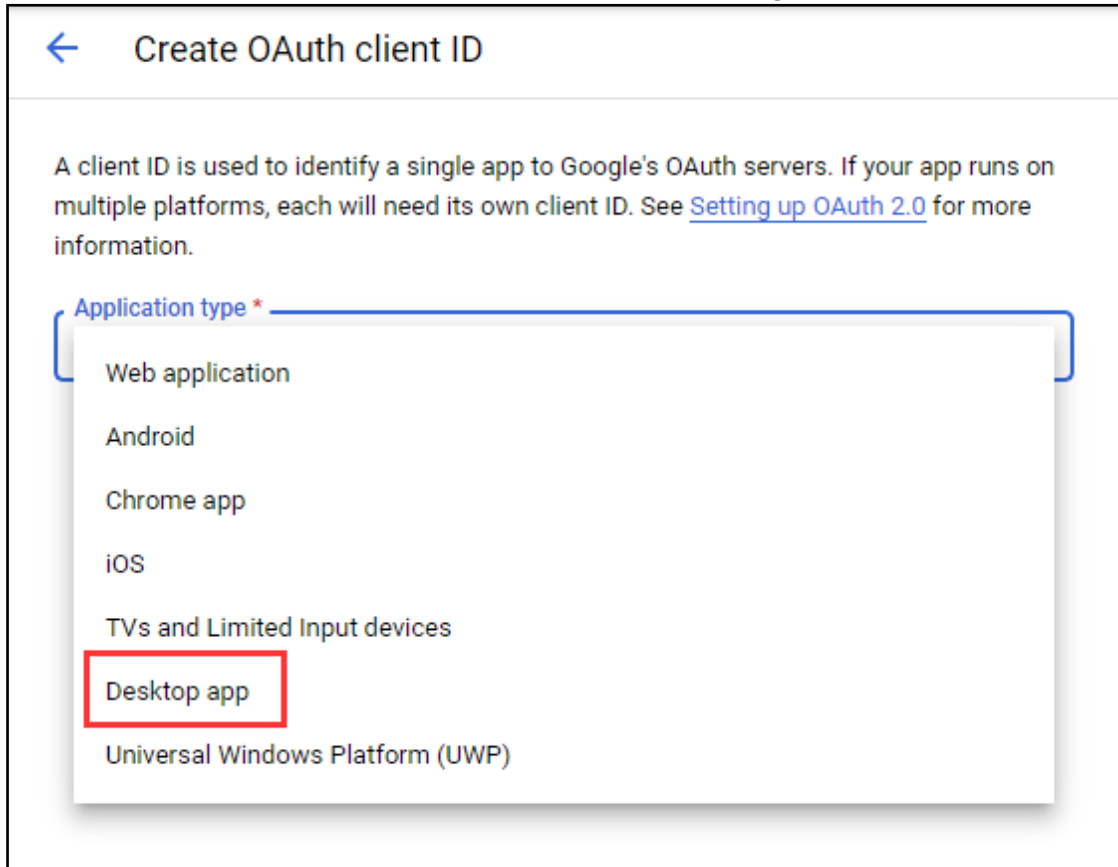 Create OAuth client ID
A client ID is used to identify a single app to Google's OAuth servers. If your app runs on
multiple platforms, each will need its own client ID. See Setting up OAuth 2.0 for more
information.
Application type *
Web application
Android
Chrome app
iOS
TVs and Limited Input devices
Desktop app
Universal Windows Platform (UWP)